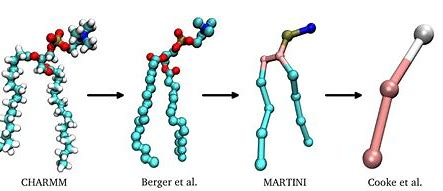 CHARMM
Berger et al.
MARTINI
Cooke et al.